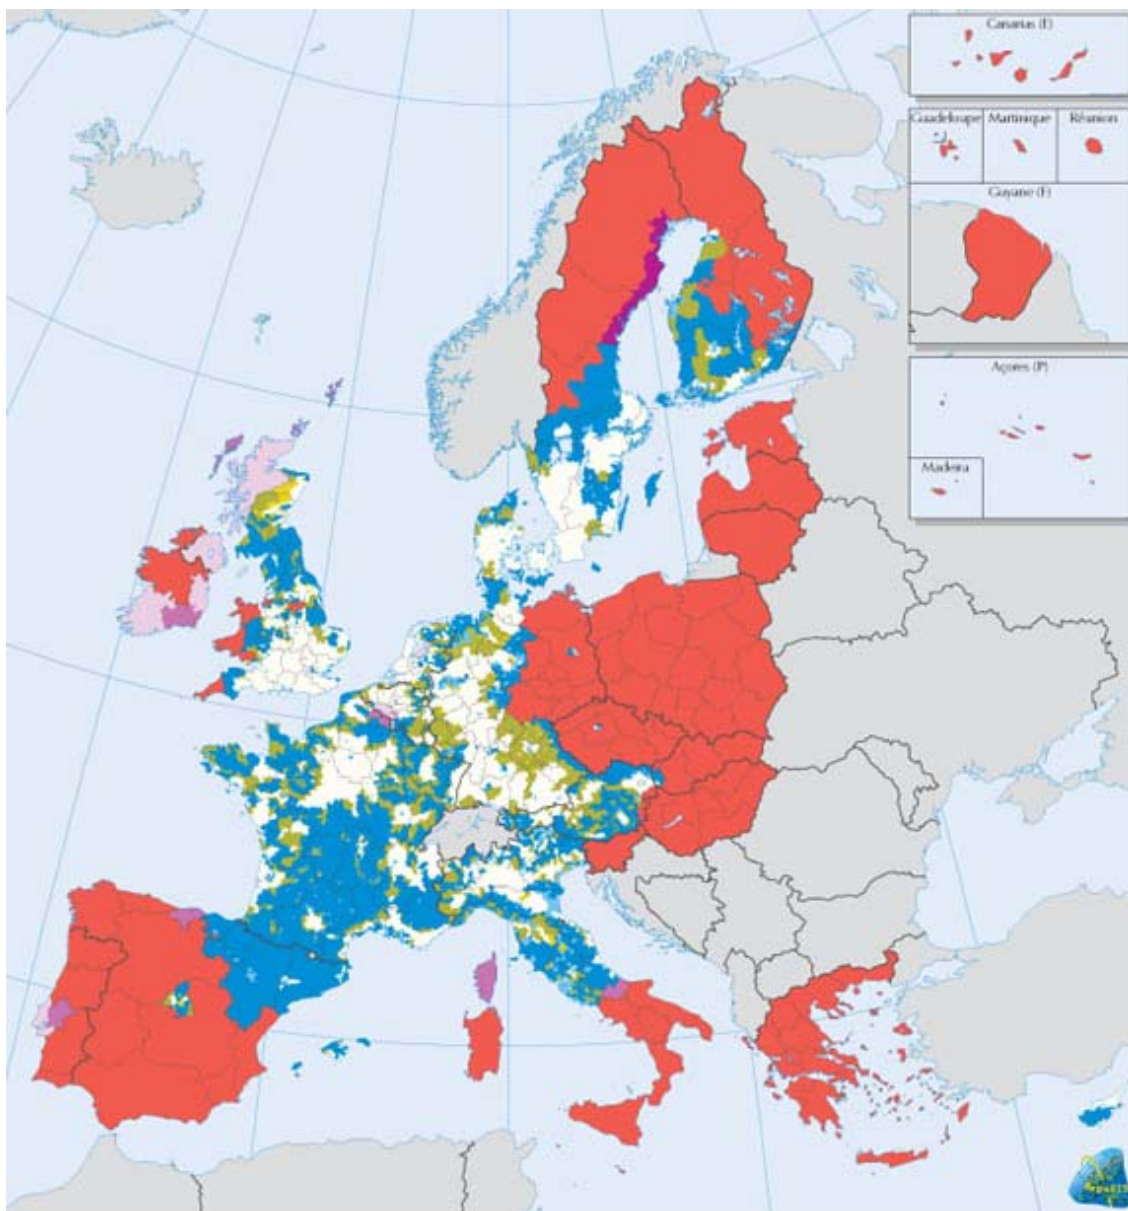 Canarias (E)
Guadeloupe
Martinique
Réunion
Guyane (F)
Açores (P)
Madeira